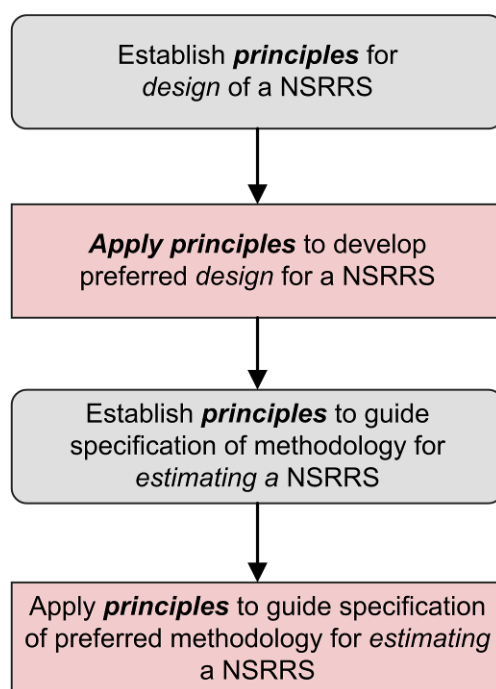 Establish principles for
design of a NSRRS
Apply principles to develop
preferred design for a NSRRS
Establish principles to guide
specification of methodology for
estimating a NSRRS
Apply principles to guide specification
of preferred methodology for estimating
a NSRRS